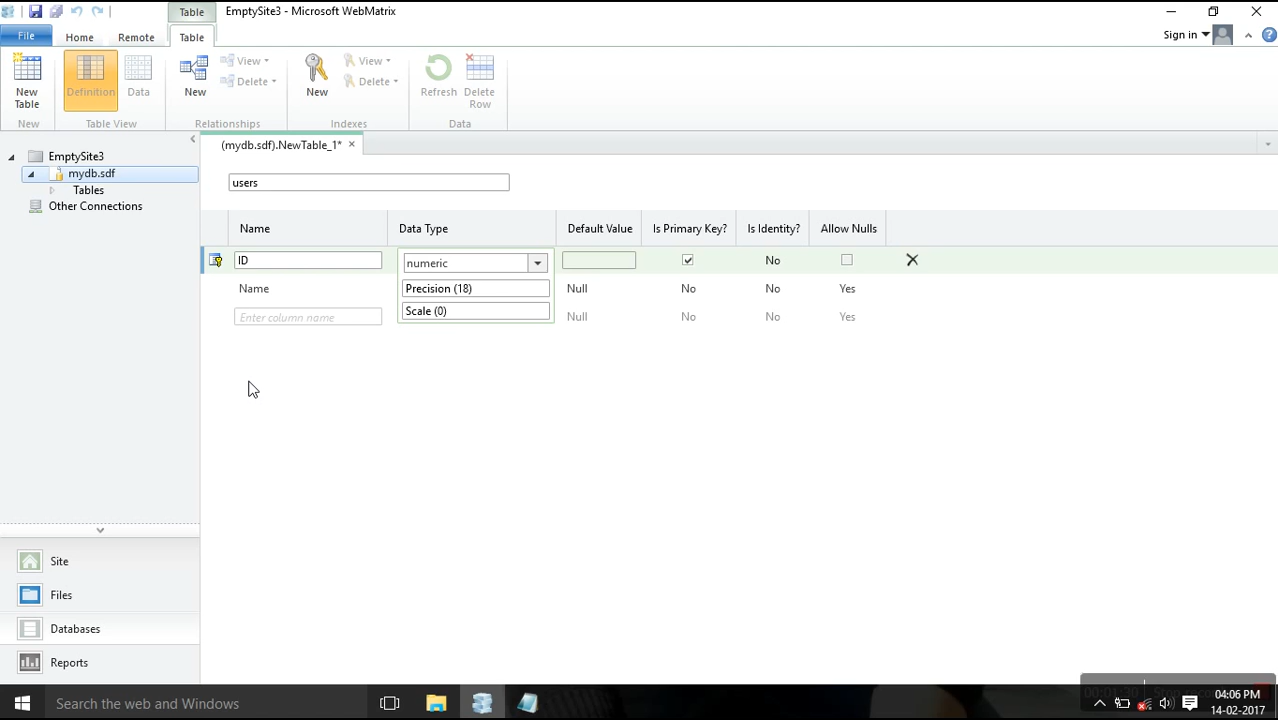 Table
EmptySite3 - Microsoft WebMatrix
File
Home
Remote
Table
Sign in
New Table
Definition
Data
New
View
Delete
New
View
Delete
Refresh
Delete Row
New
Table View
Relationships
Indexes
Data
EmptySite3
mydb.sdf
Tables
Other Connections
(mydb.sdf).NewTable_1*
users
Name
Data Type
Default Value
Is Primary Key?
Is Identity?
Allow Nulls
ID
numeric
No
Name
Precision (18)
Null
No
No
Yes
Enter column name
Scale (0)
Null
No
No
Yes
Site
Files
Databases
Reports
Search the web and Windows
00:01:30
04:06 PM
14-02-2017